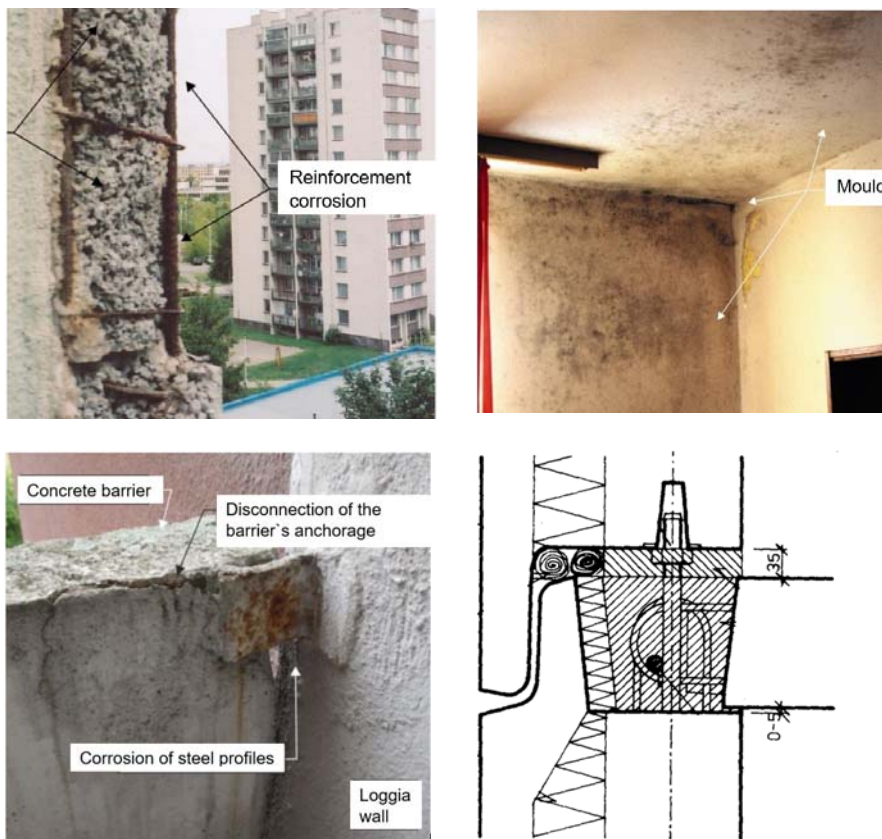 Reinforcement
corrosion
Mould
Concrete barrier
Disconnection of the
barrier`s anchorage
Corrosion of steel profiles
Loggia
wall
35
0-5